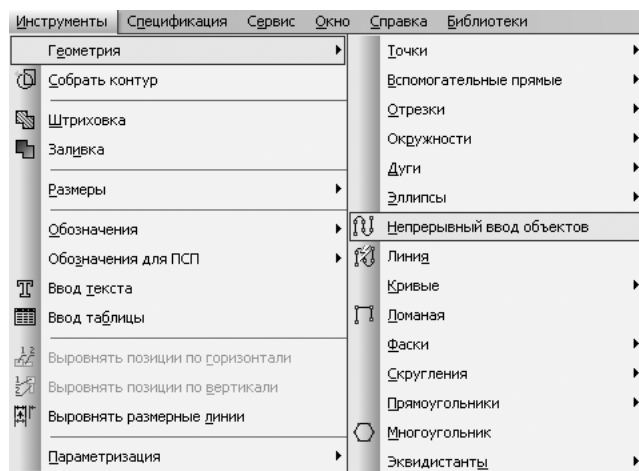 Инструменты Спецификация Сервис Окно Справка Библиотеки
Геометрия
Собрать контур
Штриховка
Заливка
Размеры
Обозначения
Обозначения для ПСП
Ввод текста
Ввод таблицы
Выровнять позиции по горизонтали
Выровнять позиции по вертикали
Выровнять размерные линии
Параметризация
Точки
Вспомогательные прямые
Отрезки
Окружности
Дуги
Эллипсы
Непрерывный ввод объектов
Линия
Кривые
Ломаная
Фаски
Скругления
Прямоугольники
Многоугольник
Эквидистанты